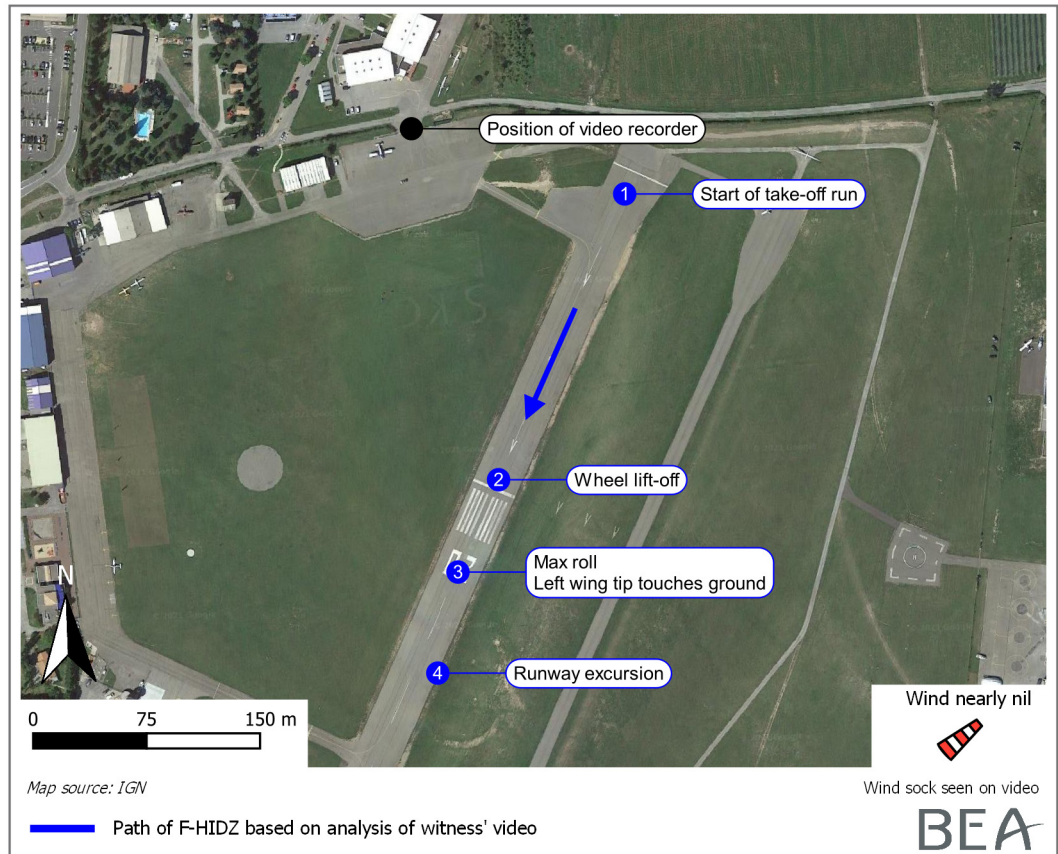 Position of video recorder
1
Start of take-off run
2
Wheel lift-off
3
Max roll
Left wing tip touches ground
4
Runway excursion
N
0 75 150 m
Wind nearly nil
Wind sock seen on video
Map source: IGN
Path of F-HIDZ based on analysis of witness' video
BEA